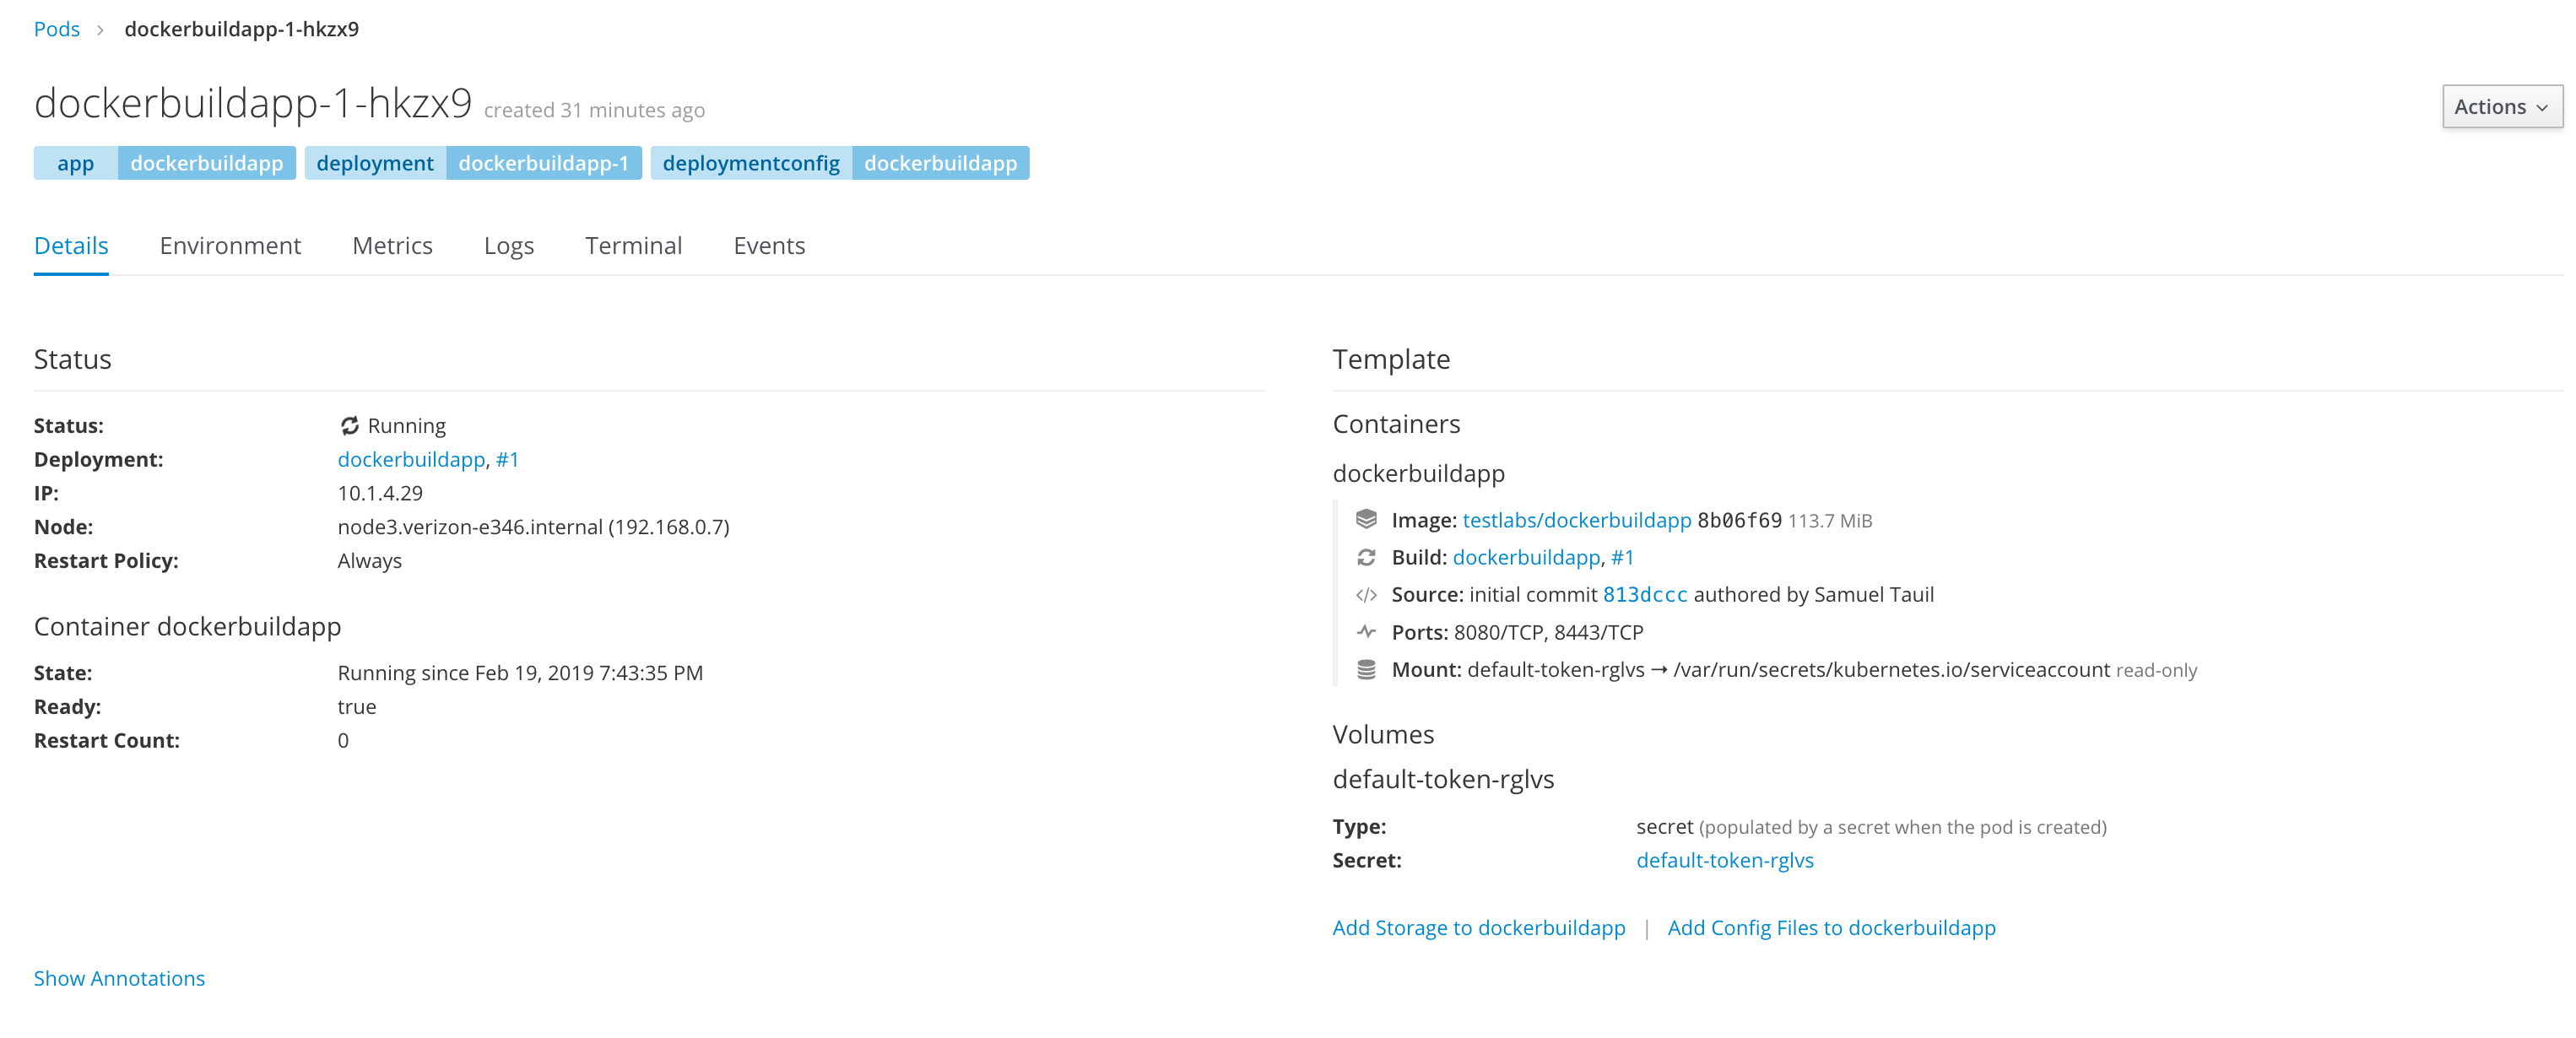 Pods > dockerbuildapp-1-hkzx9
dockerbuildapp-1-hkzx9 created 31 minutes ago
Actions
app dockerbuildapp deployment dockerbuildapp-1 deploymentconfig dockerbuildapp
Details Environment Metrics Logs Terminal Events
Status
Status: Running
Deployment: dockerbuildapp, #1
IP: 10.1.4.29
Node: node3.verizon-e346.internal (192.168.0.7)
Restart Policy: Always
Container dockerbuildapp
State: Running since Feb 19, 2019 7:43:35 PM
Ready: true
Restart Count: 0
Show Annotations
Template
Containers
dockerbuildapp
Image: testlabs/dockerbuildapp 8b06f69 113.7 MiB
Build: dockerbuildapp, #1
</> Source: initial commit 813dccc authored by Samuel Tauil
Ports: 8080/TCP, 8443/TCP
Mount: default-token-rglvs → /var/run/secrets/kubernetes.io/serviceaccount read-only
Volumes
default-token-rglvs
Type: secret (populated by a secret when the pod is created)
Secret: default-token-rglvs
Add Storage to dockerbuildapp | Add Config Files to dockerbuildapp